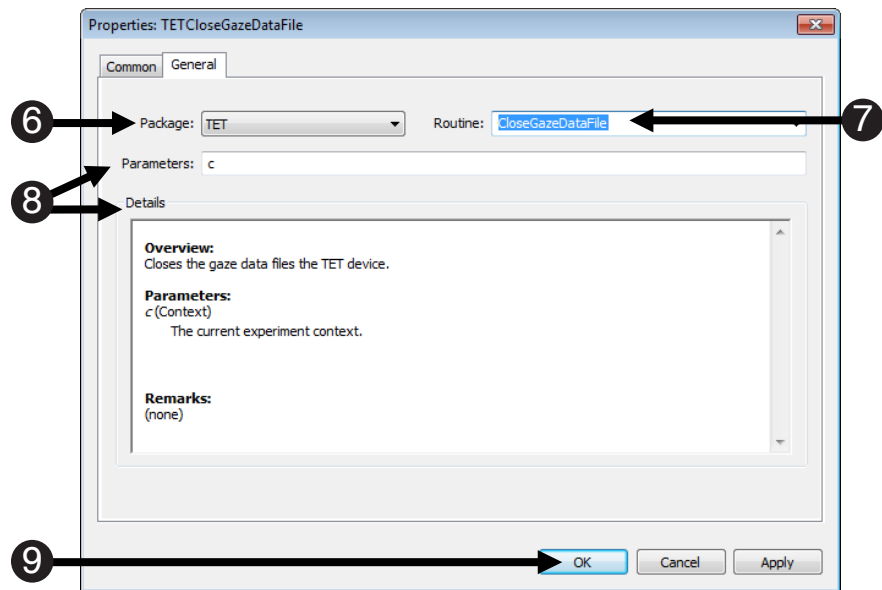 Properties: TETCloseGazeDataFile
Common General
6 Package: TET Routine: CloseGazeDataFile 7
Parameters: c
8
Details
Overview:
Closes the gaze data files the TET device.
Parameters:
c (Context)
The current experiment context.
Remarks:
(none)
9 OK Cancel Apply